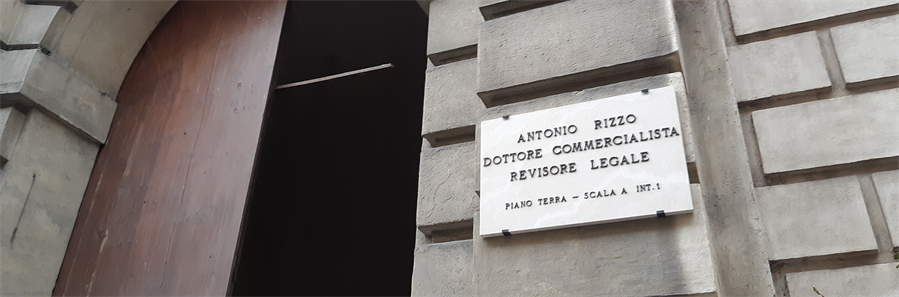 ANTONIO RIZZO
DOTTORE COMMERCIALISTA
REVISORE LEGALE
PIANO TERRA – SCALA A INT.1